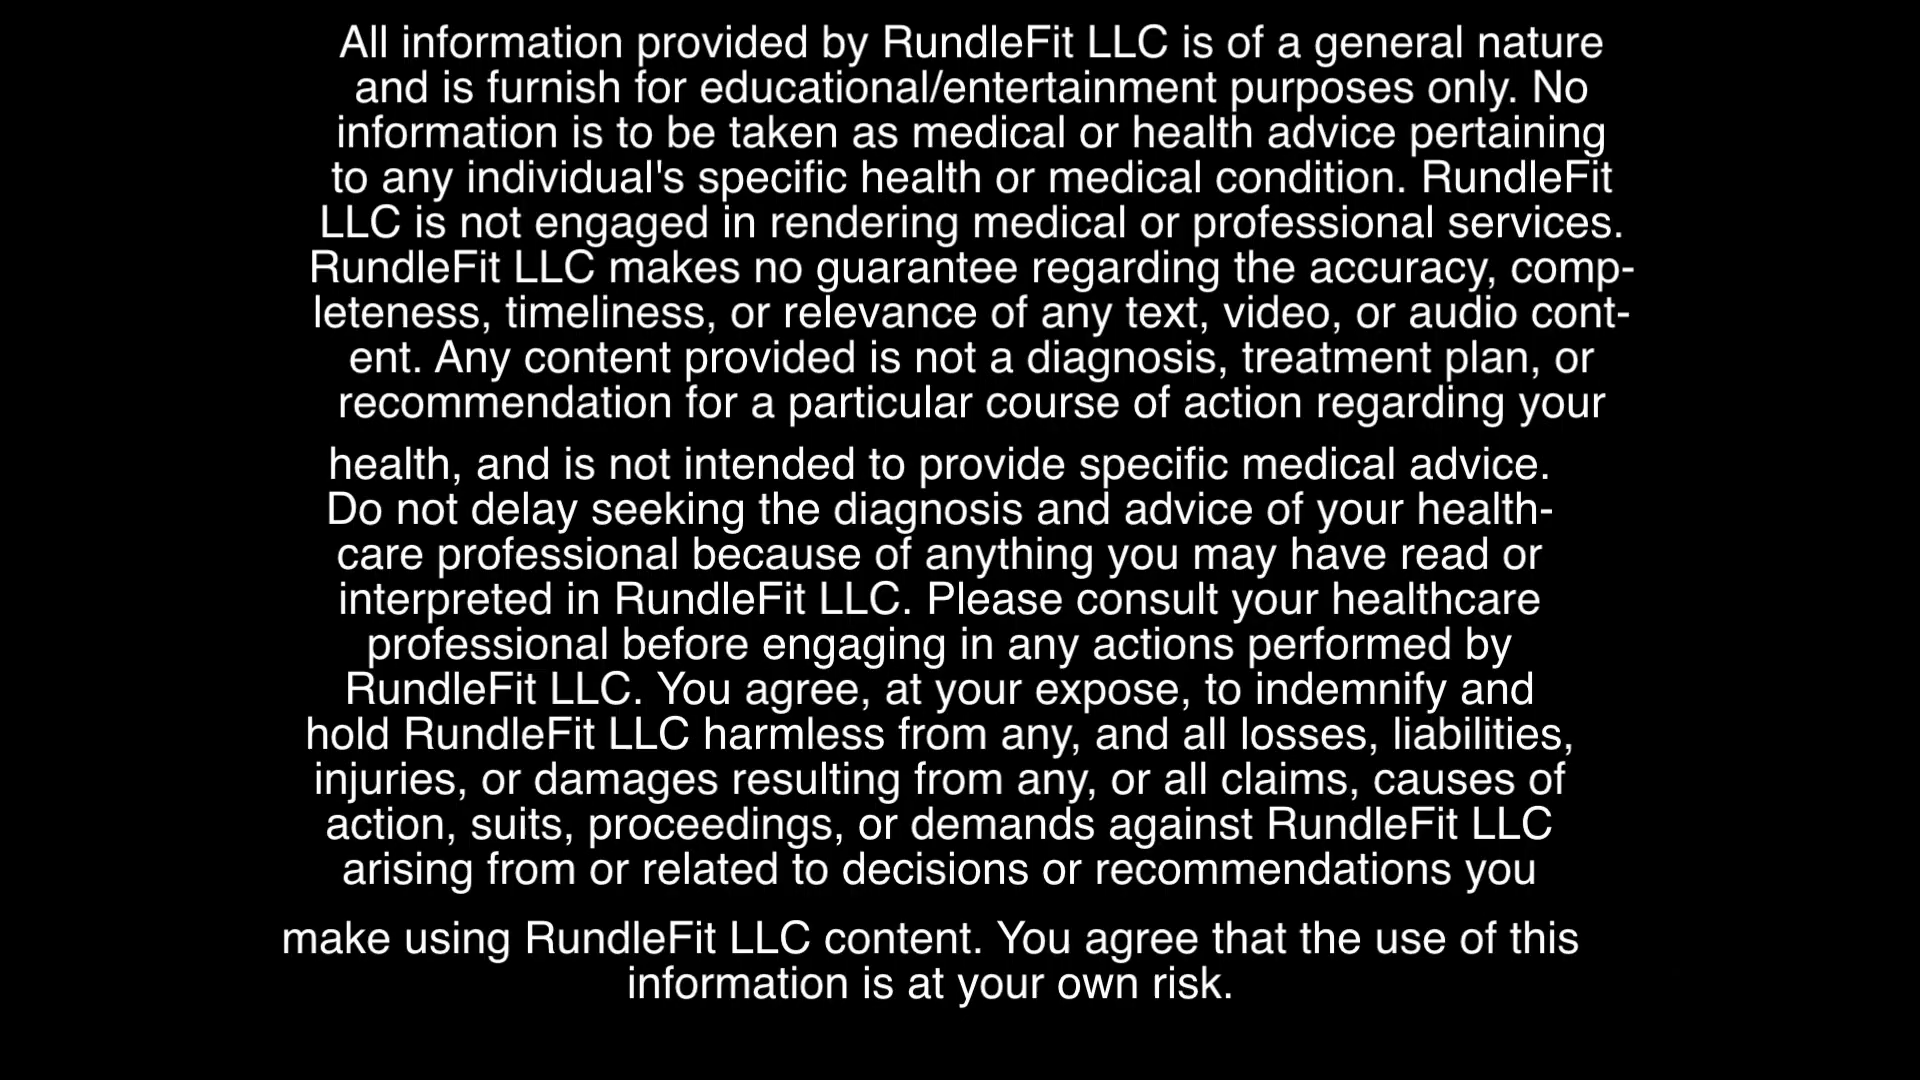 All information provided by RundleFit LLC is of a general nature
and is furnish for educational/entertainment purposes only. No
information is to be taken as medical or health advice pertaining
to any individual's specific health or medical condition. RundleFit
LLC is not engaged in rendering medical or professional services.
RundleFit LLC makes no guarantee regarding the accuracy, comp-
leteness, timeliness, or relevance of any text, video, or audio cont-
ent. Any content provided is not a diagnosis, treatment plan, or
recommendation for a particular course of action regarding your
health, and is not intended to provide specific medical advice.
Do not delay seeking the diagnosis and advice of your health-
care professional because of anything you may have read or
interpreted in RundleFit LLC. Please consult your healthcare
professional before engaging in any actions performed by
RundleFit LLC. You agree, at your expose, to indemnify and
hold RundleFit LLC harmless from any, and all losses, liabilities,
injuries, or damages resulting from any, or all claims, causes of
action, suits, proceedings, or demands against RundleFit LLC
arising from or related to decisions or recommendations you
make using RundleFit LLC content. You agree that the use of this
information is at your own risk.